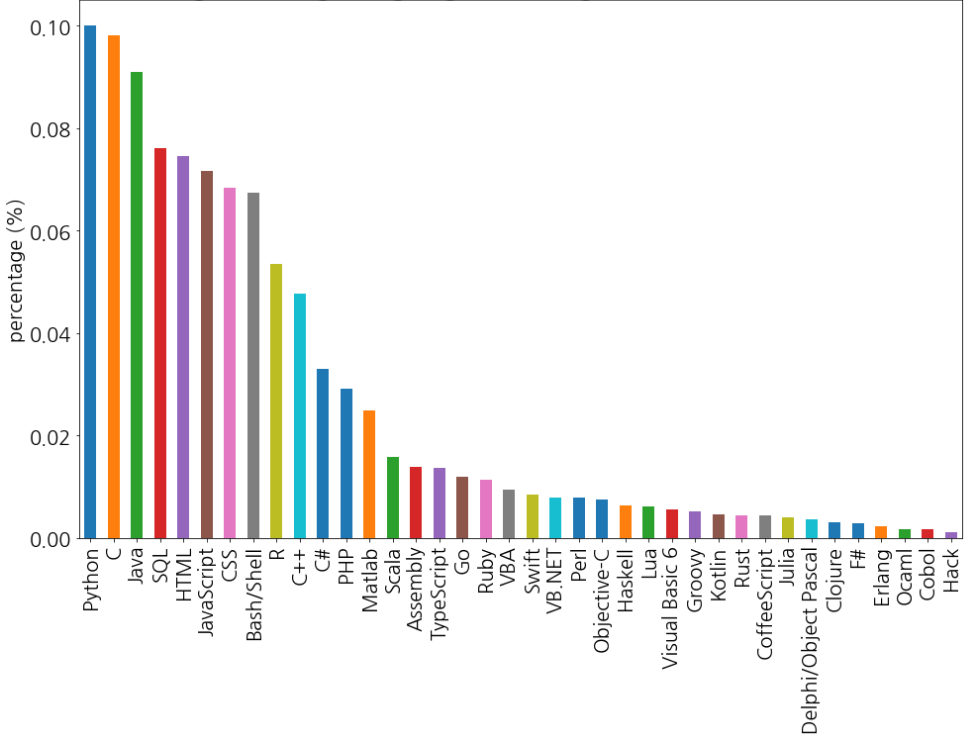 percentage (%)
0.10
0.08
0.06
0.04
0.02
0.00
Python
C
Java
SQL
HTML
JavaScript
CSS
Bash/Shell
R
C++
C#
PHP
Matlab
Scala
Assembly
TypeScript
Go
Ruby
VBA
Swift
VB.NET
Perl
Objective-C
Haskell
Lua
Visual Basic 6
Groovy
Kotlin
Rust
CoffeeScript
Julia
Delphi/Object Pascal
Clojure
F#
Erlang
Ocaml
Cobol
Hack